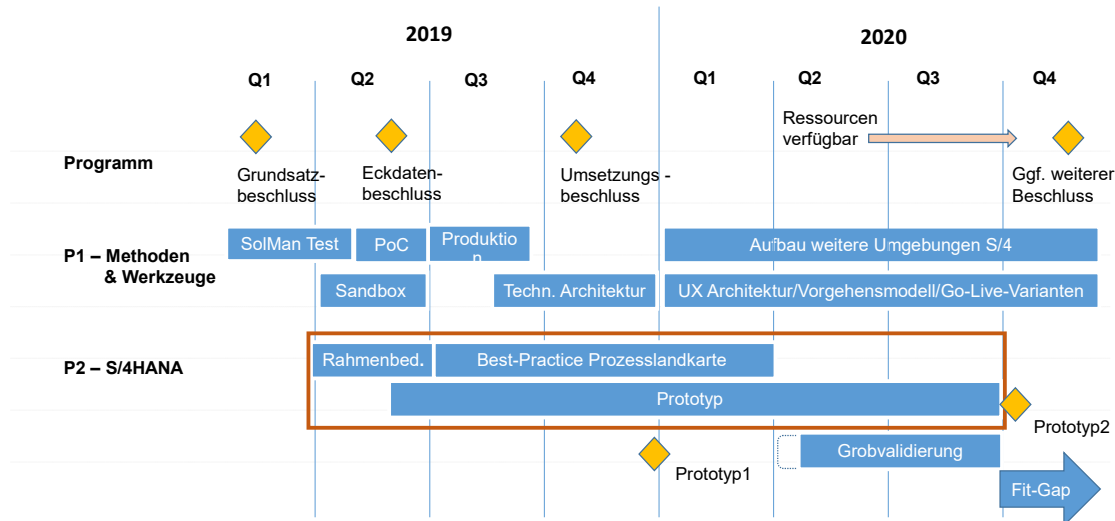 2019
2020
Q1
Q2
Q3
Q4
Q1
Q2
Q3
Q4
Programm
Grundsatz-
beschluss
Eckdaten-
beschluss
Umsetzungs -
beschluss
Ressourcen
verfügbar
Ggf. weiterer
Beschluss
P1 – Methoden
& Werkzeuge
SolMan Test
PoC
Produktio
n
Aufbau weitere Umgebungen S/4
Sandbox
Techn. Architektur
UX Architektur/Vorgehensmodell/Go-Live-Varianten
P2 – S/4HANA
Rahmenbed.
Best-Practice Prozesslandkarte
Prototyp
Prototyp2
Prototyp1
Grobvalidierung
Fit-Gap